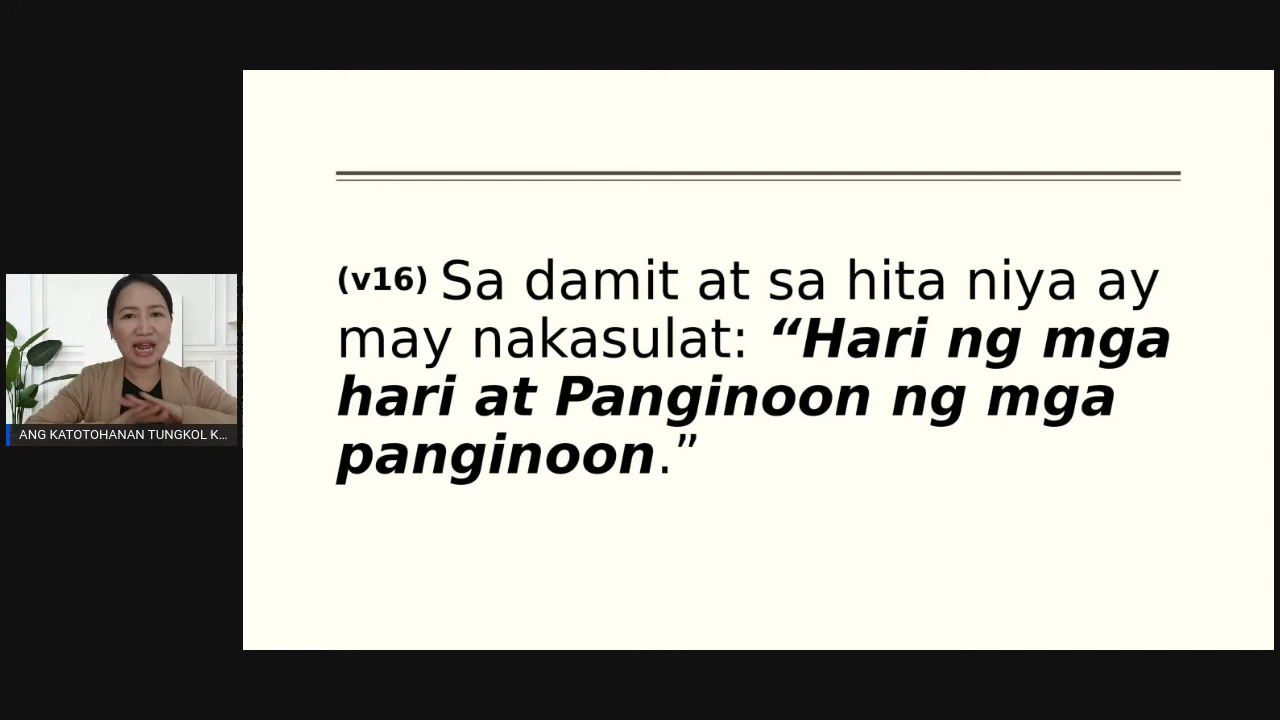 (v16) Sa damit at sa hita niya ay
may nakasulat: “Hari ng mga
hari at Panginoon ng mga
panginoon.”
ANG KATOTOHANAN TUNGKOL K...